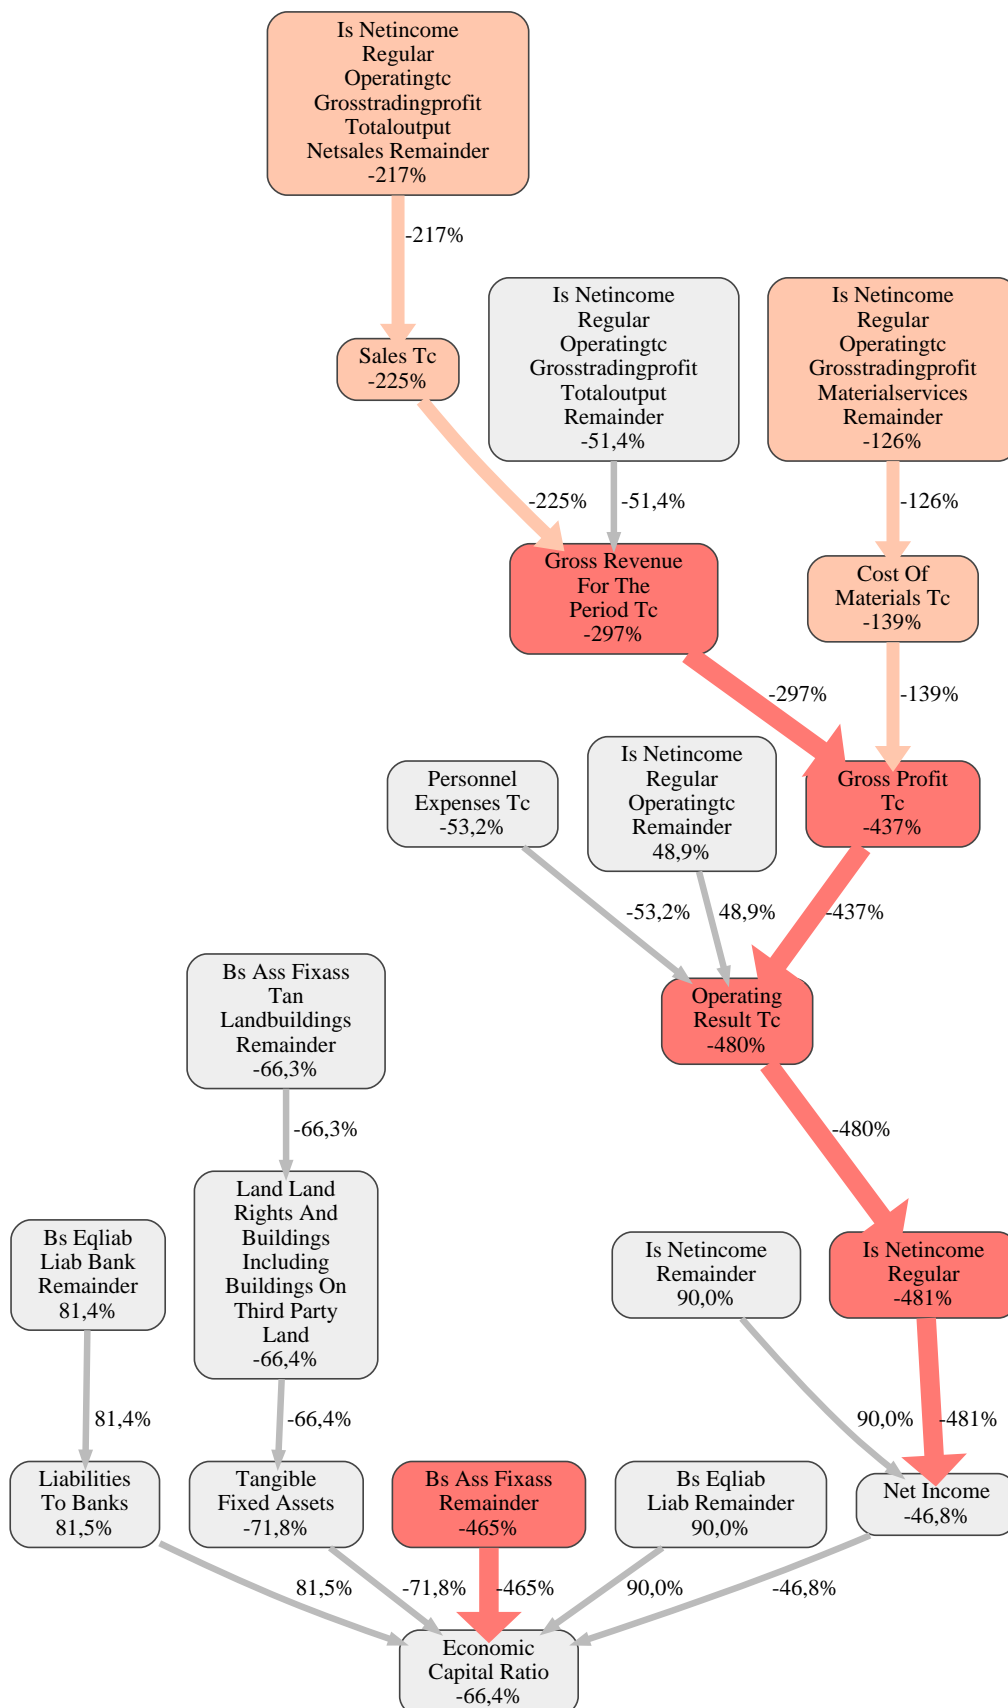 Is Netincome
Regular
Operatingtc
Grosstradingprofit
Totaloutput
Netsales Remainder
-217%
-217%
Sales Tc
-225%
Is Netincome
Regular
Operatingtc
Grosstradingprofit
Totaloutput
Remainder
-51,4%
Is Netincome
Regular
Operatingtc
Grosstradingprofit
Materialservices
Remainder
-126%
-225%
-51,4%
-126%
Gross Revenue
For The
Period Tc
-297%
Cost Of
Materials Tc
-139%
-297%
-139%
Personnel
Expenses Tc
-53,2%
Is Netincome
Regular
Operatingtc
Remainder
48,9%
Gross Profit
Tc
-437%
-53,2%
48,9%
-437%
Bs Ass Fixass
Tan
Landbuildings
Remainder
-66,3%
Operating
Result Tc
-480%
-66,3%
-480%
Bs Eqliab
Liab Bank
Remainder
81,4%
Land Land
Rights And
Buildings
Including
Buildings On
Third Party
Land
-66,4%
Is Netincome
Remainder
90,0%
Is Netincome
Regular
-481%
81,4%
-66,4%
90,0%
-481%
Liabilities
To Banks
81,5%
Tangible
Fixed Assets
-71,8%
Bs Ass Fixass
Remainder
-465%
Bs Eqliab
Liab Remainder
90,0%
Net Income
-46,8%
81,5%
-71,8%
-465%
90,0%
-46,8%
Economic
Capital Ratio
-66,4%